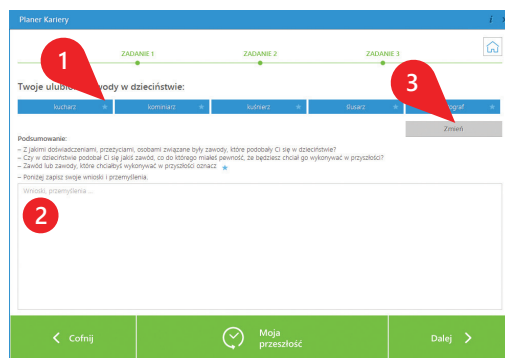 Planer Kariery
i
ZADANIE 1 ZADANIE 2 ZADANIE 3
1
3
Twoje ulubi wody w dzieciństwie:
kucharz kominiarz kuśnierz ślusarz ograf
Zmień
Podsumowanie:
– Z jakimi doświadczeniami, przeżyciami, osobami związane były zawody, które podobały Ci się w dzieciństwie?
– Czy w dzieciństwie podobał Ci się jakiś zawód, co do którego miałeś pewność, że będziesz chciał go wykonywać w przyszłości?
– Zawód lub zawody, które chciałbyś wykonywać w przyszłości oznacz
– Poniżej zapisz swoje wnioski i przemyślenia.
Wnioski, przemyślenia ...
2
Cofnij Moja przeszłość Dalej